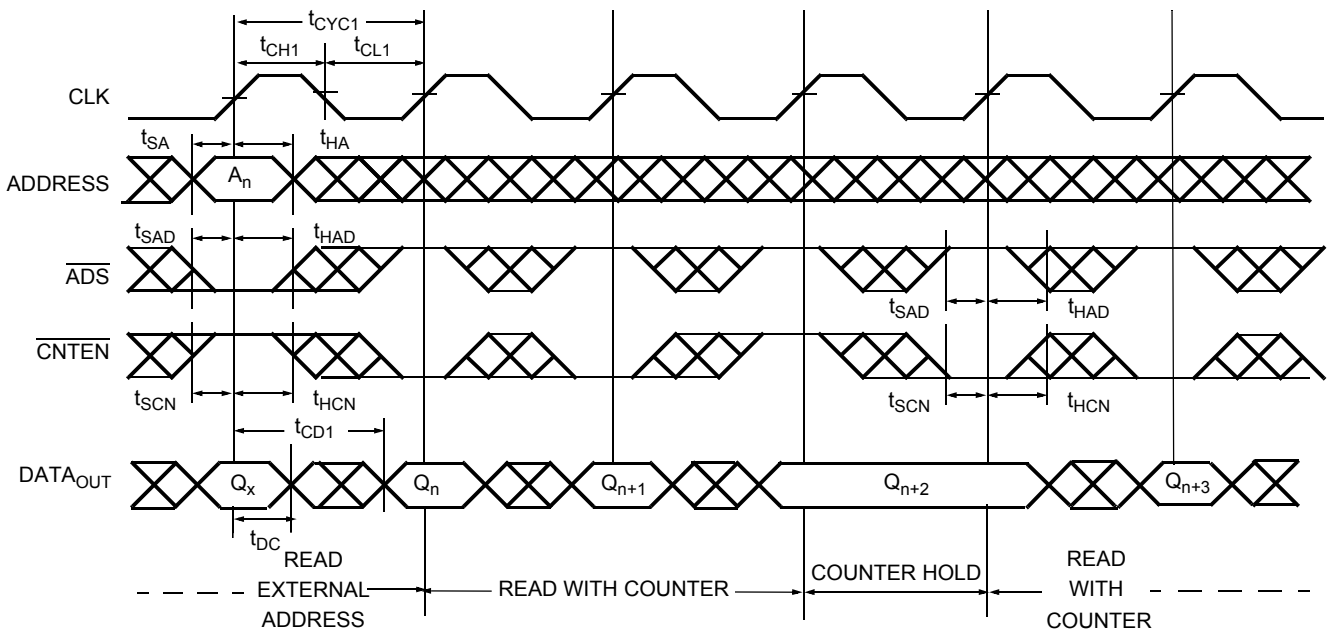 tCYC1
tCH1 tCL1
CLK
tSA tHA
ADDRESS An
tSAD tHAD
ADS
tSAD tHAD
CNTEN
tSCN tHCN tSCN tHCN
tCD1
DATAOUT Qx Qn Qn+1 Qn+2 Qn+3
tDC
READ EXTERNAL ADDRESS
READ WITH COUNTER
COUNTER HOLD
READ WITH COUNTER